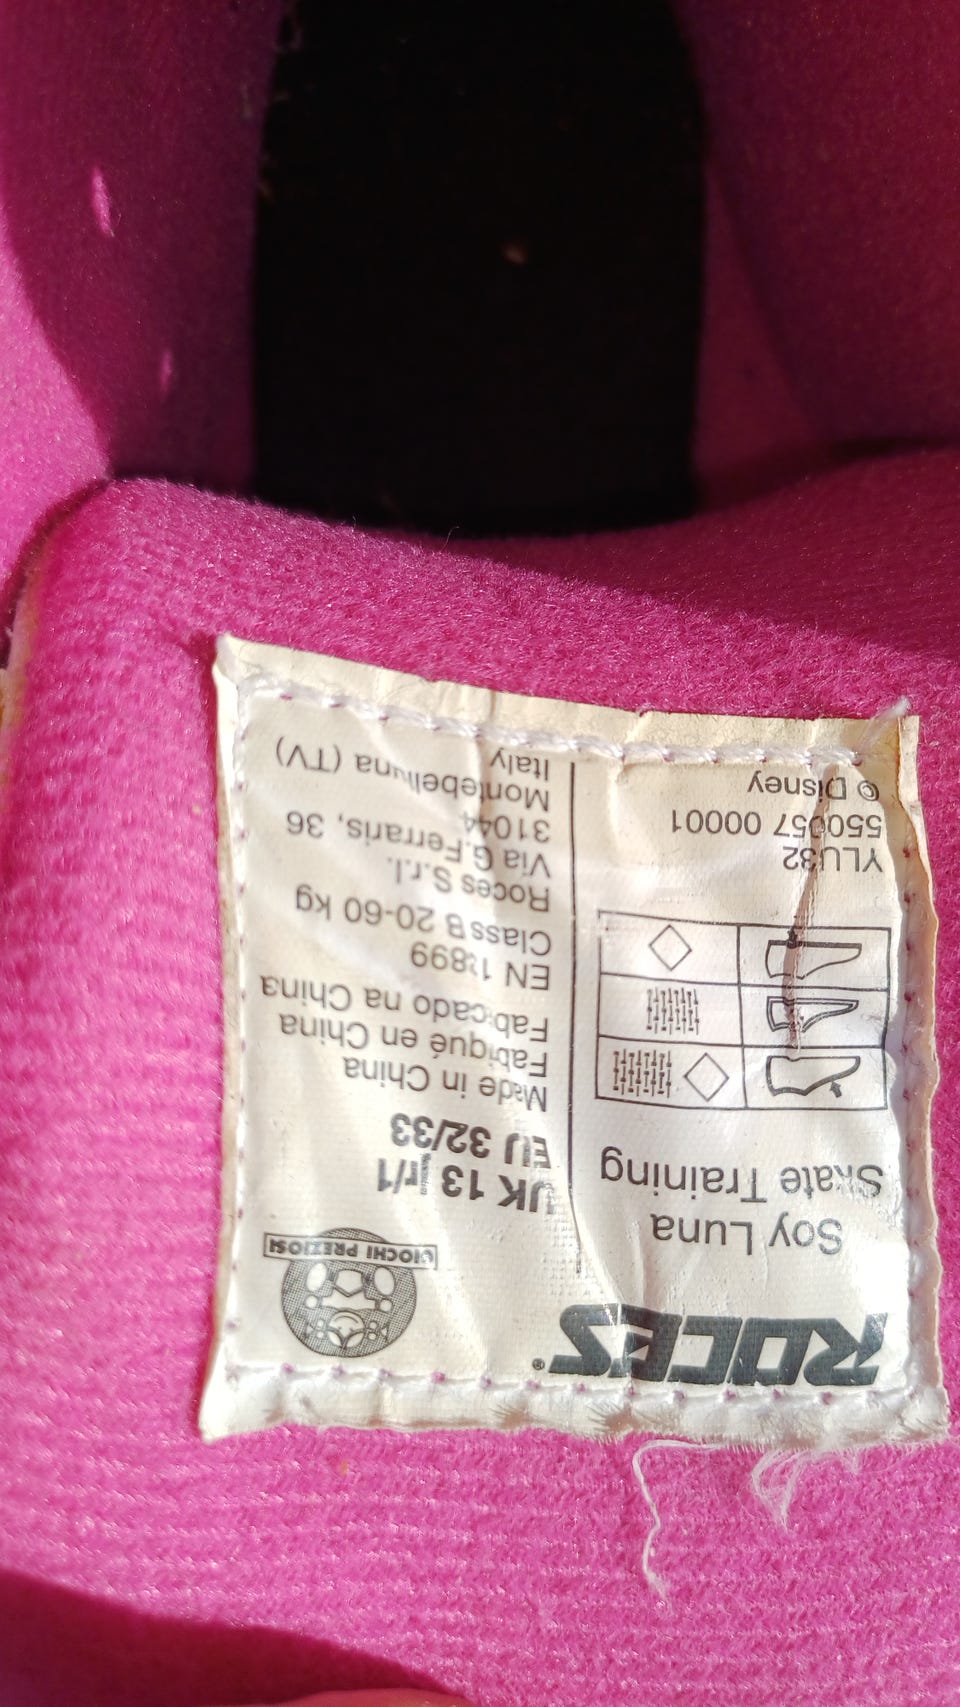 ROCES®
Soy Luna
Skate Training
YLU32
550057 00001
© Disney
GIOCHI PREZIOSI
UK 13 jr/1
EU 32/33
Made in China
Fabriqué en China
Fabricado na China
EN 13899
Class B 20-60 kg
Roces S.r.l.
Via G.Ferraris, 36
31044
Montebelluna (TV)
Italy